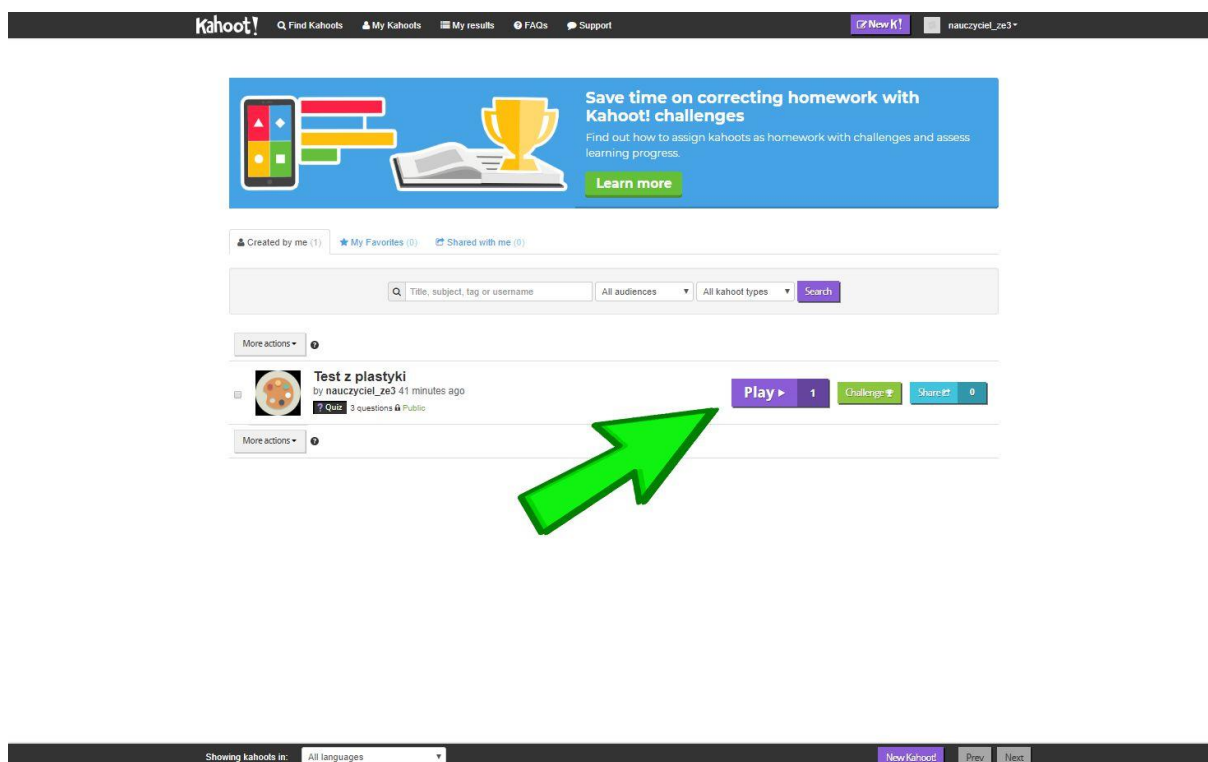 Kahoot! Find Kahoots My Kahoots My results FAQs Support New K! nauczyciel_ze3
Save time on correcting homework with
Kahoot! challenges
Find out how to assign kahoots as homework with challenges and assess
learning progress.
Learn more
Created by me (1) My Favorites (0) Shared with me (0)
Title, subject, tag or username All audiences All kahoot types Search
More actions
Test z plastyki
by nauczyciel_ze3 41 minutes ago
? Quiz 3 questions Public
Play 1 Challenge Share it 0
More actions
Showing kahoots in: All languages New Kahoot! Prev Next